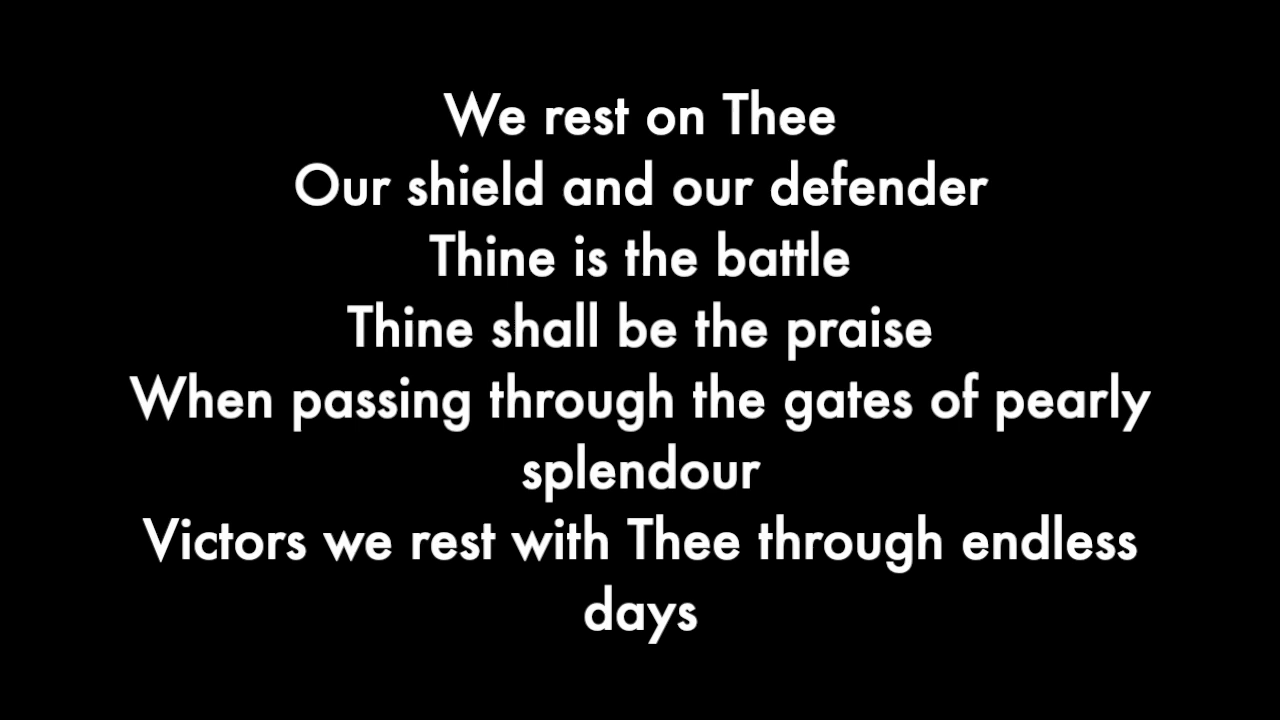 We rest on Thee
Our shield and our defender
Thine is the battle
Thine shall be the praise
When passing through the gates of pearly
splendour
Victors we rest with Thee through endless
days